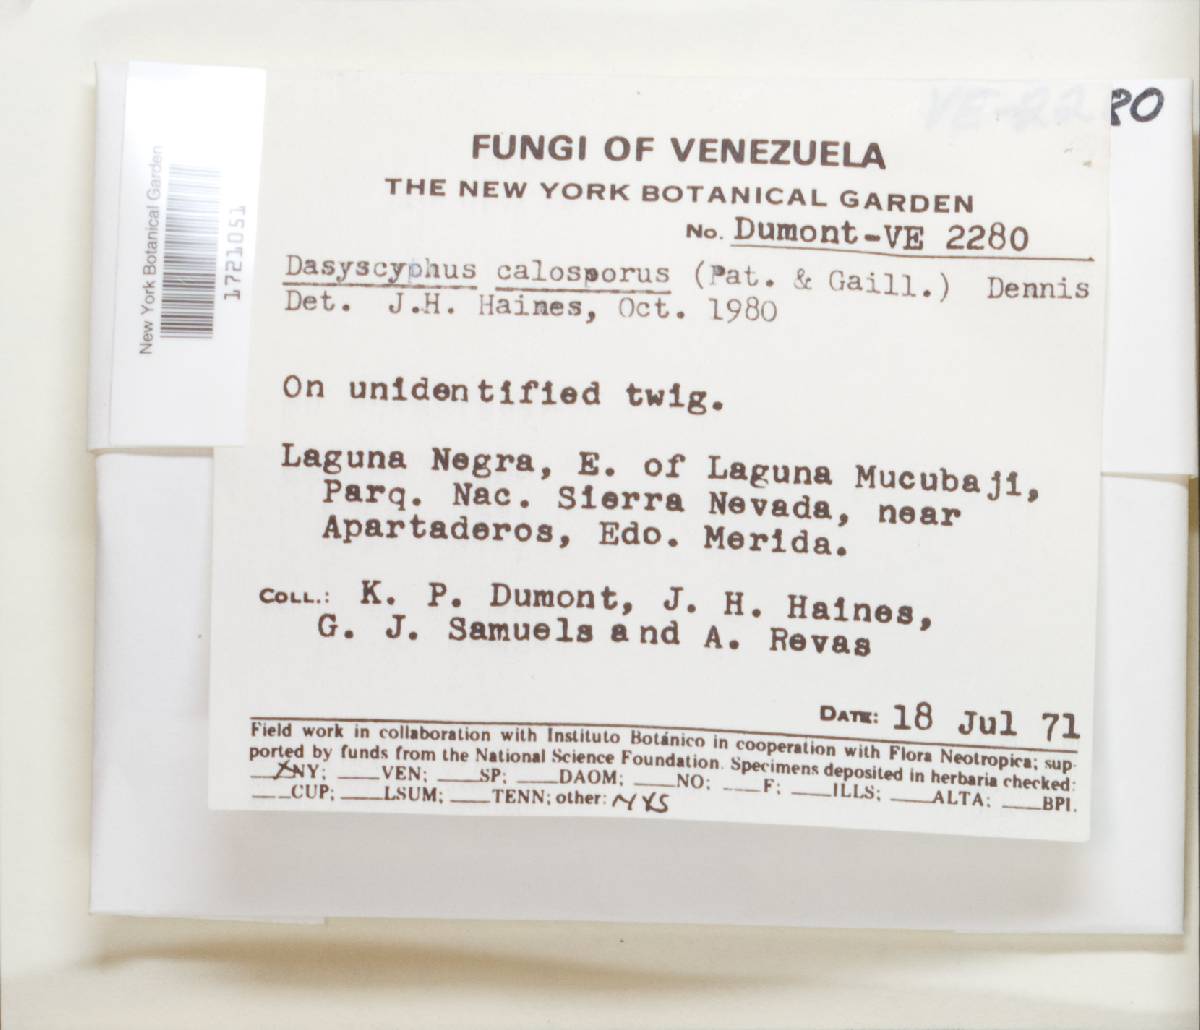 New York Botanical Garden
1721051
VE-2280
FUNGI OF VENEZUELA
THE NEW YORK BOTANICAL GARDEN
No. Dumont-VE 2280
Dasyscyphus calosporus (Pat. & Gaill.) Dennis
Det. J.H. Haines, Oct. 1980
On unidentified twig.
Laguna Negra, E. of Laguna Mucubaji,
Parq. Nac. Sierra Nevada, near
Apartaderos, Edo. Merida.
COLL.: K. P. Dumont, J. H. Haines,
G. J. Samuels and A. Revas
DATE: 18 Jul 71
Field work in collaboration with Instituto Botánico in cooperation with Flora Neotropica; sup-
ported by funds from the National Science Foundation. Specimens deposited in herbaria checked:
XNY; ___VEN; ___SP; ___DAOM; ___NO; ___F; ___ILLS; ___ALTA; ___BPI.
___CUP; ___LSUM; ___TENN; other: NYS